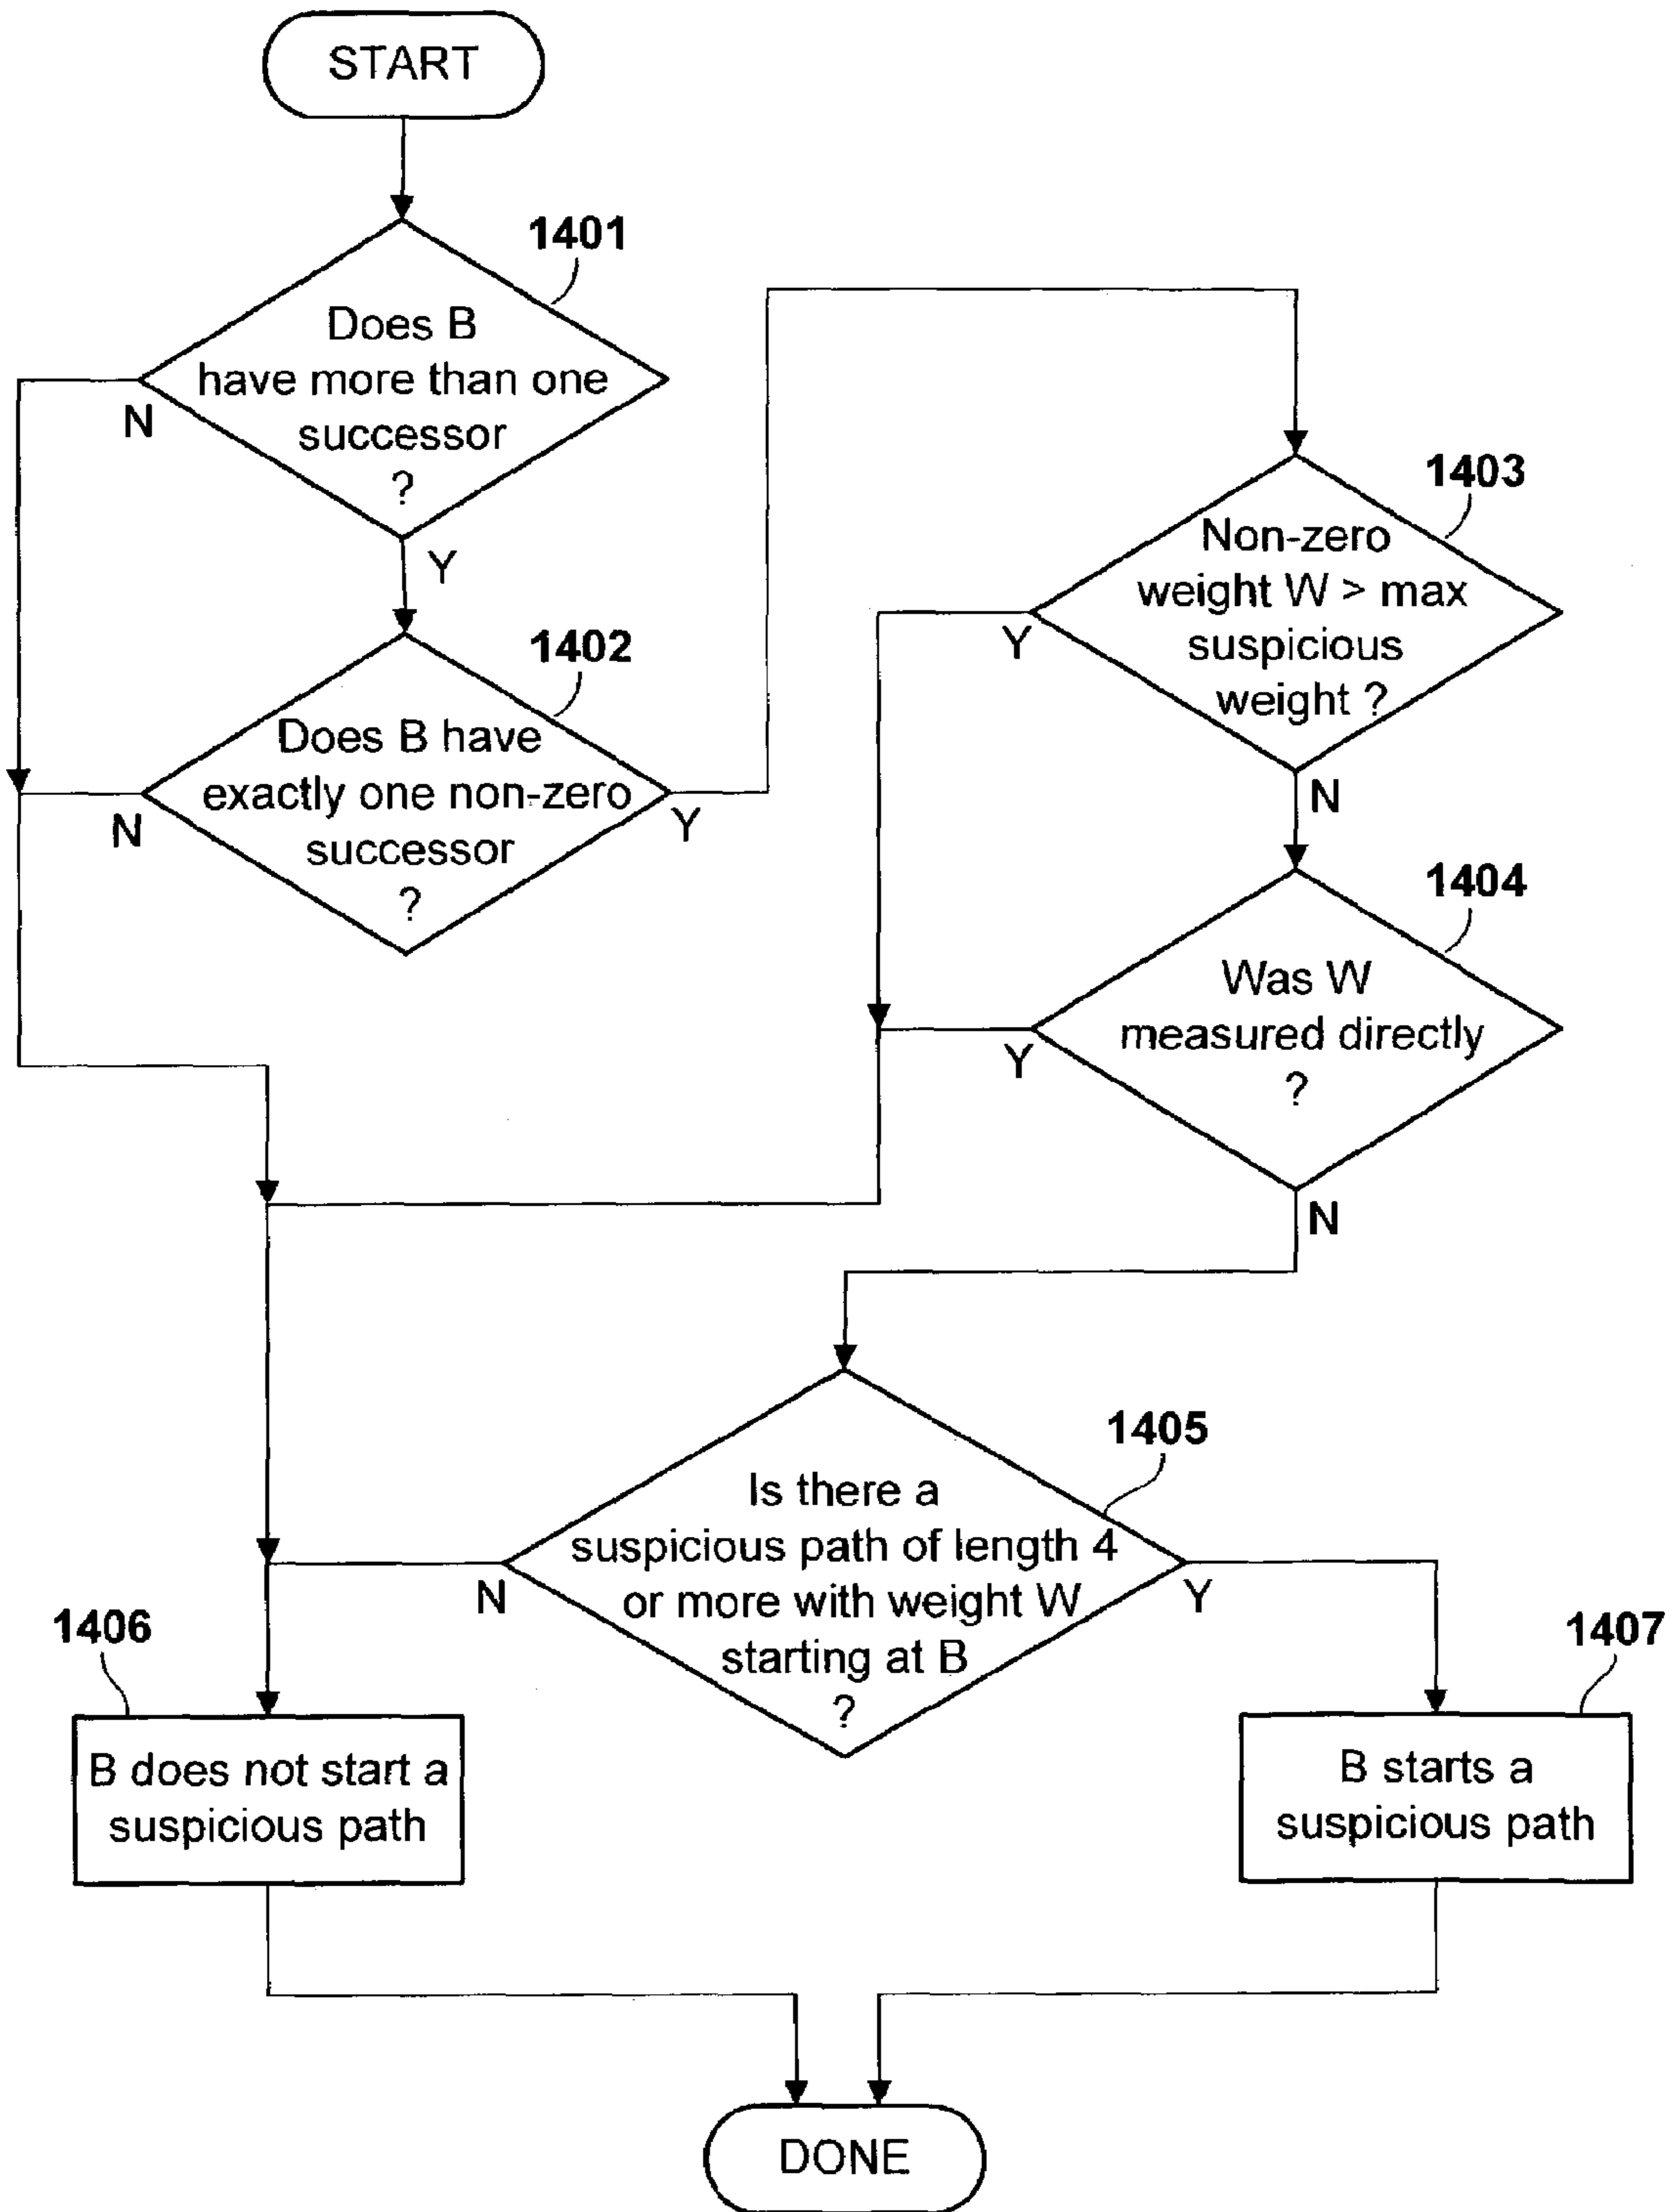 START
1401
Does B
have more than one
successor
?
N
Y
1402
Does B have
exactly one non-zero
successor
?
N
Y
1403
Non-zero
weight W > max
suspicious
weight ?
Y
N
1404
Was W
measured directly
?
Y
N
1405
Is there a
suspicious path of length 4
or more with weight W
starting at B
?
N
Y
1406
B does not start a
suspicious path
1407
B starts a
suspicious path
DONE